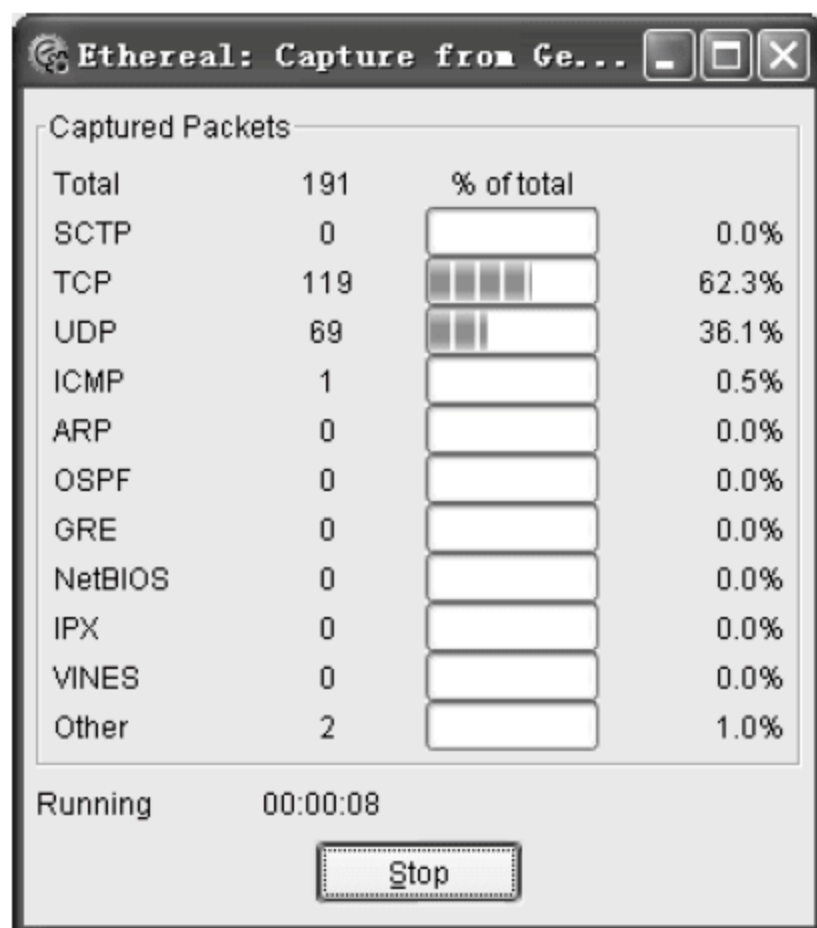 Ethereal: Capture from Ge...
Captured Packets
Total 191 % of total
SCTP 0 0.0%
TCP 119 62.3%
UDP 69 36.1%
ICMP 1 0.5%
ARP 0 0.0%
OSPF 0 0.0%
GRE 0 0.0%
NetBIOS 0 0.0%
IPX 0 0.0%
VINES 0 0.0%
Other 2 1.0%
Running 00:00:08
Stop